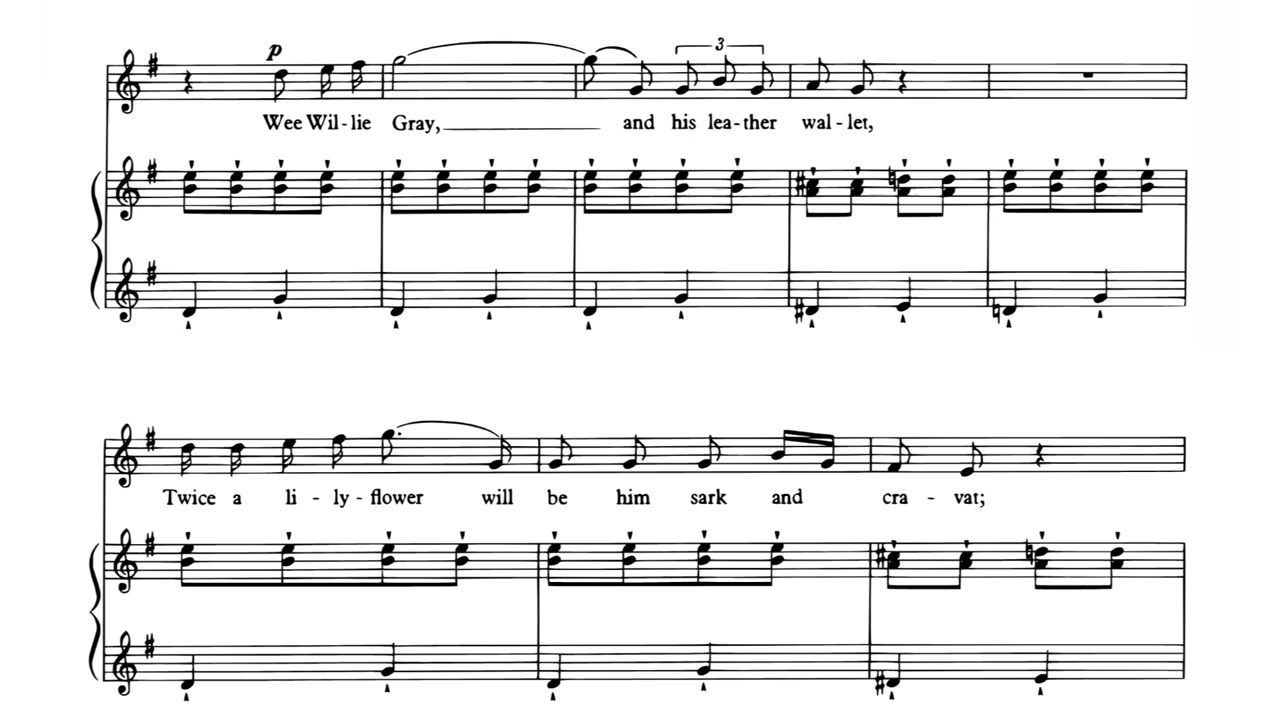 p
3
Wee Wil-lie Gray, and his lea-ther wal-let,
Twice a li-ly-flower will be him sark and cra-vat;